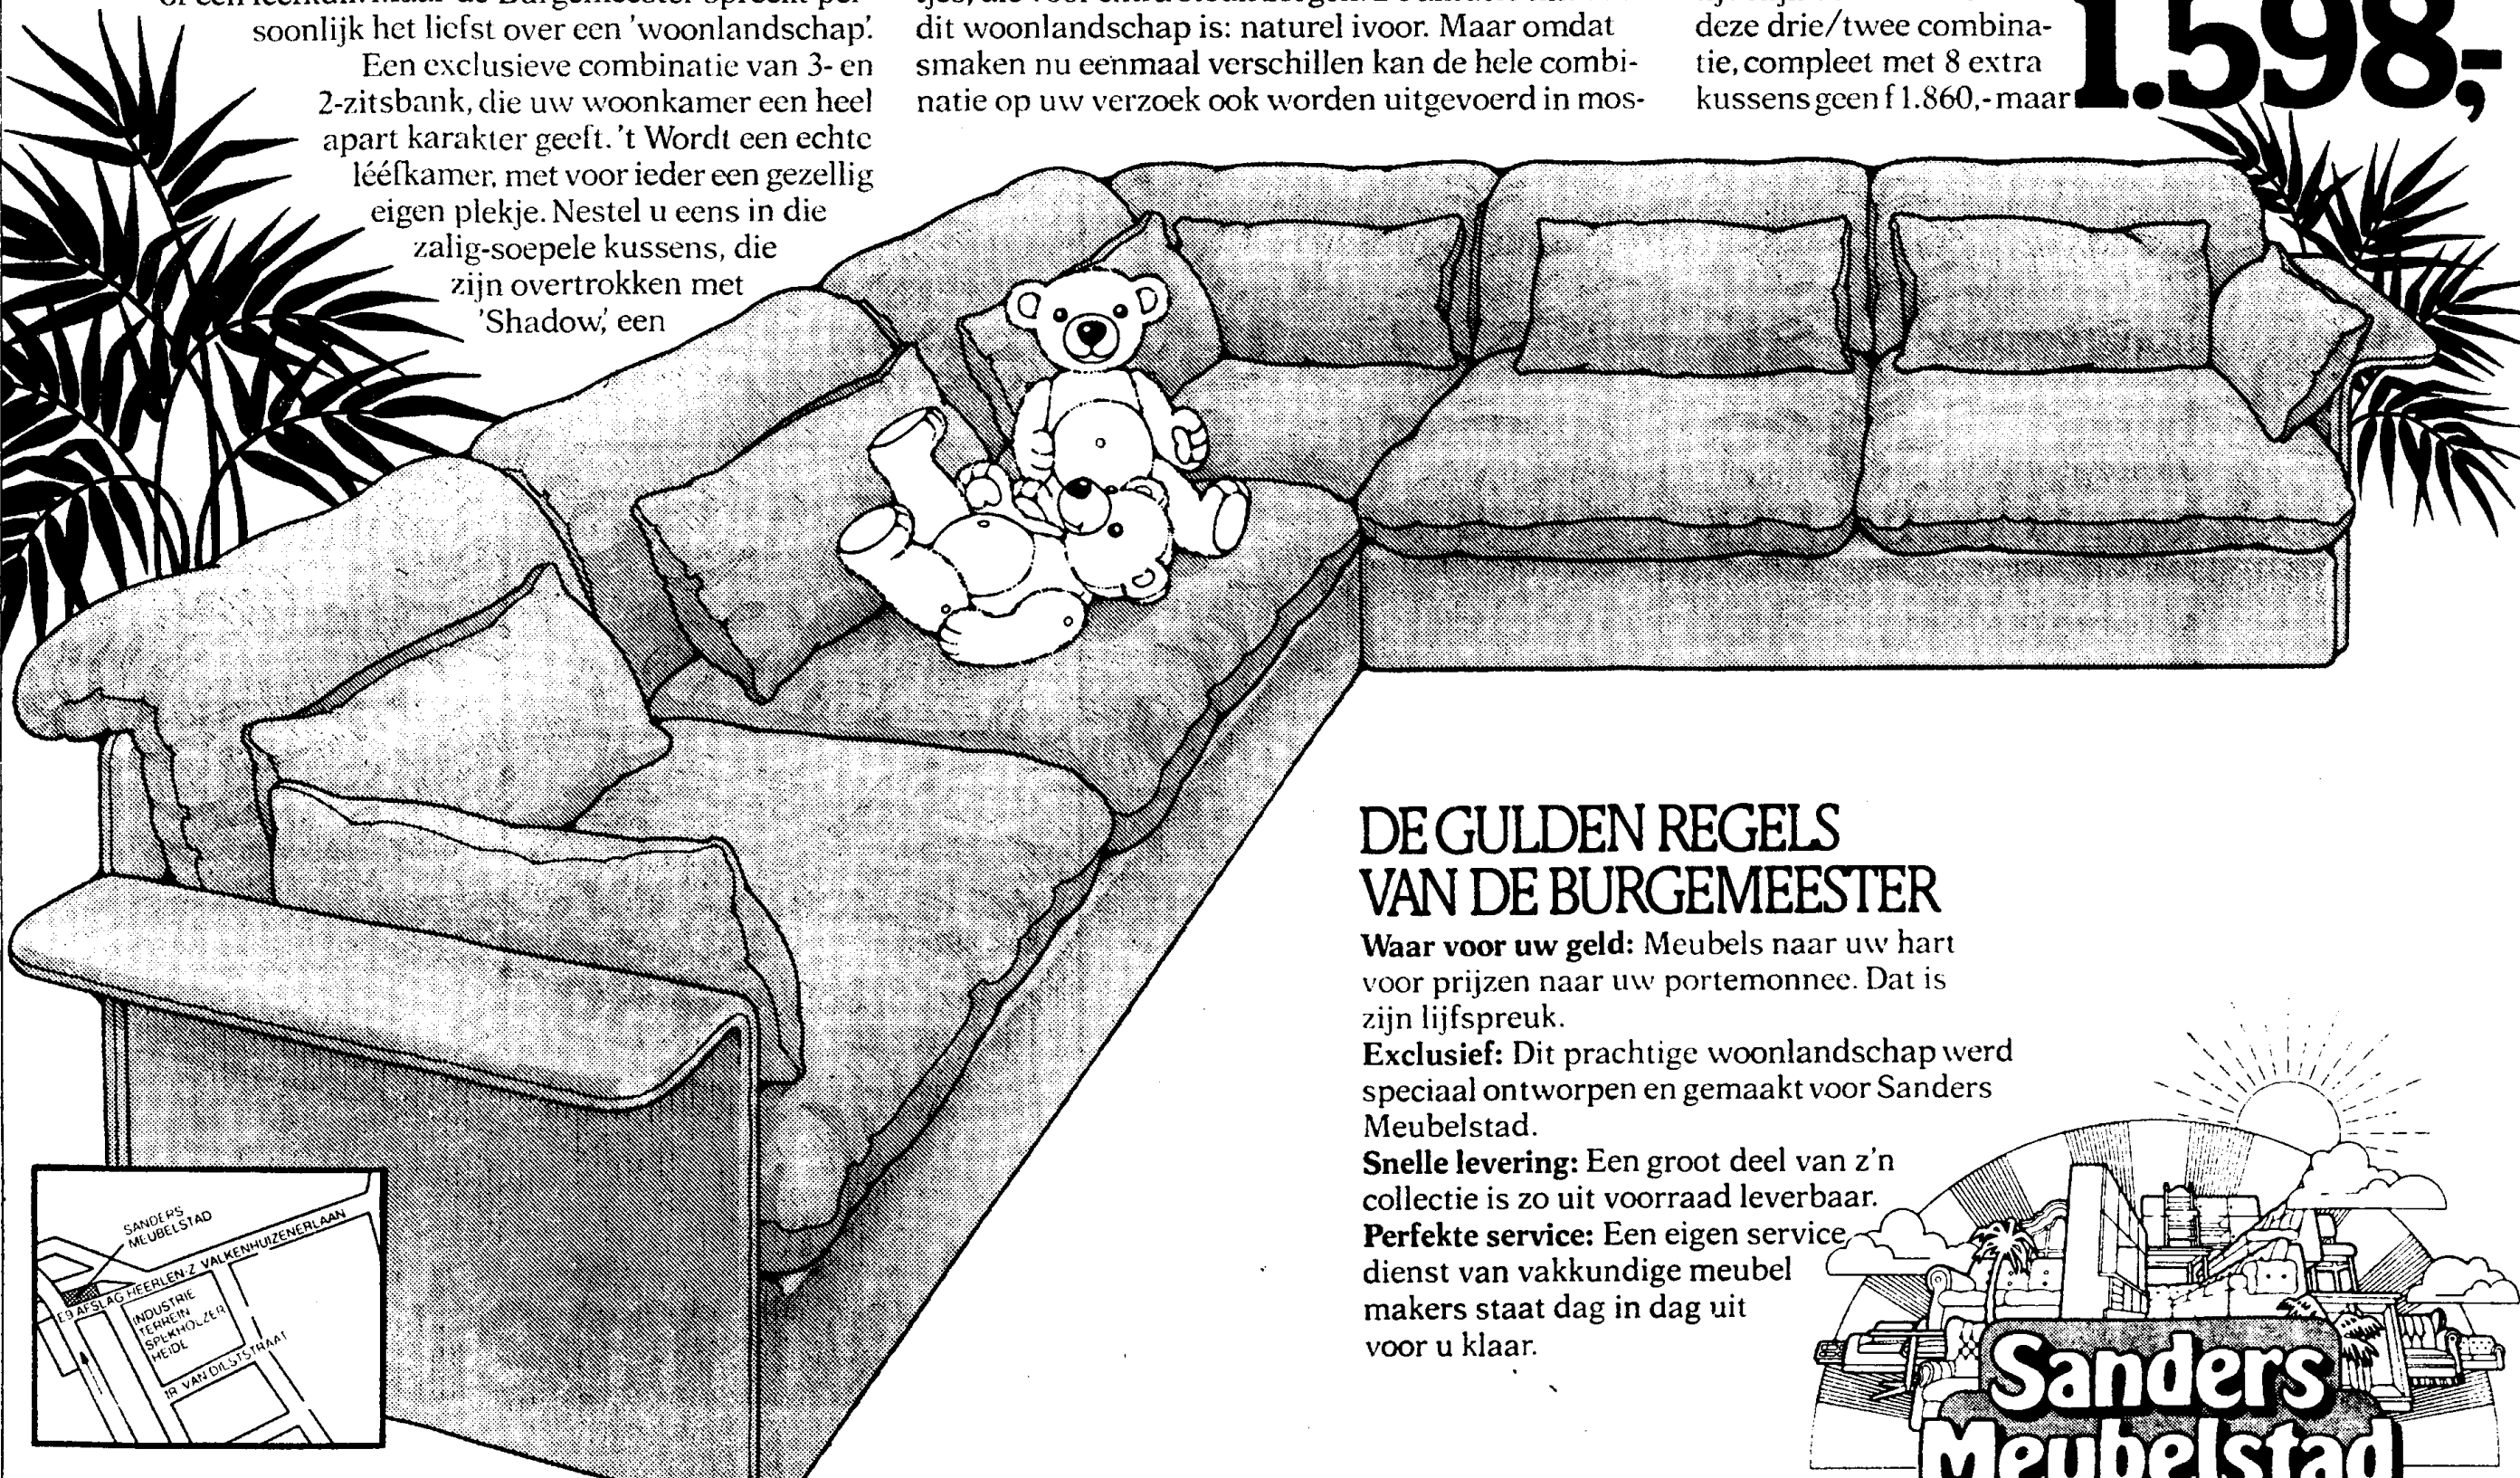 soonlijk het liefst over een 'woonlandschap'.
Een exclusieve combinatie van 3- en
2-zitsbank, die uw woonkamer een heel
apart karakter geeft. 't Wordt een echte
lééfkamer, met voor ieder een gezellig
eigen plekje. Nestel u eens in die
zalig-soepele kussens, die
zijn overtrokken met
'Shadow', een
dit woonlandschap is: naturel ivoor. Maar omdat
smaken nu eenmaal verschillen kan de hele combi-
natie op uw verzoek ook worden uitgevoerd in mos-
deze drie/twee combina-
tie, compleet met 8 extra
kussens geen f 1.860,- maar
1.598,-
DE GULDEN REGELS
VAN DE BURGEMEESTER
Waar voor uw geld: Meubels naar uw hart
voor prijzen naar uw portemonnee. Dat is
zijn lijfspreuk.
Exclusief: Dit prachtige woonlandschap werd
speciaal ontworpen en gemaakt voor Sanders
Meubelstad.
Snelle levering: Een groot deel van z'n
collectie is zo uit voorraad leverbaar.
Perfekte service: Een eigen service
dienst van vakkundige meubel
makers staat dag in dag uit
voor u klaar.
SANDERS
MEUBELSTAD
E9 AFSLAG HEERLEN-Z VALKENHUIZENERLAAN
INDUSTRIE
TERREIN
SPEKHOLZER
HEIDE
IR VAN DIESTSTRAAT
Sanders
Meubelstad